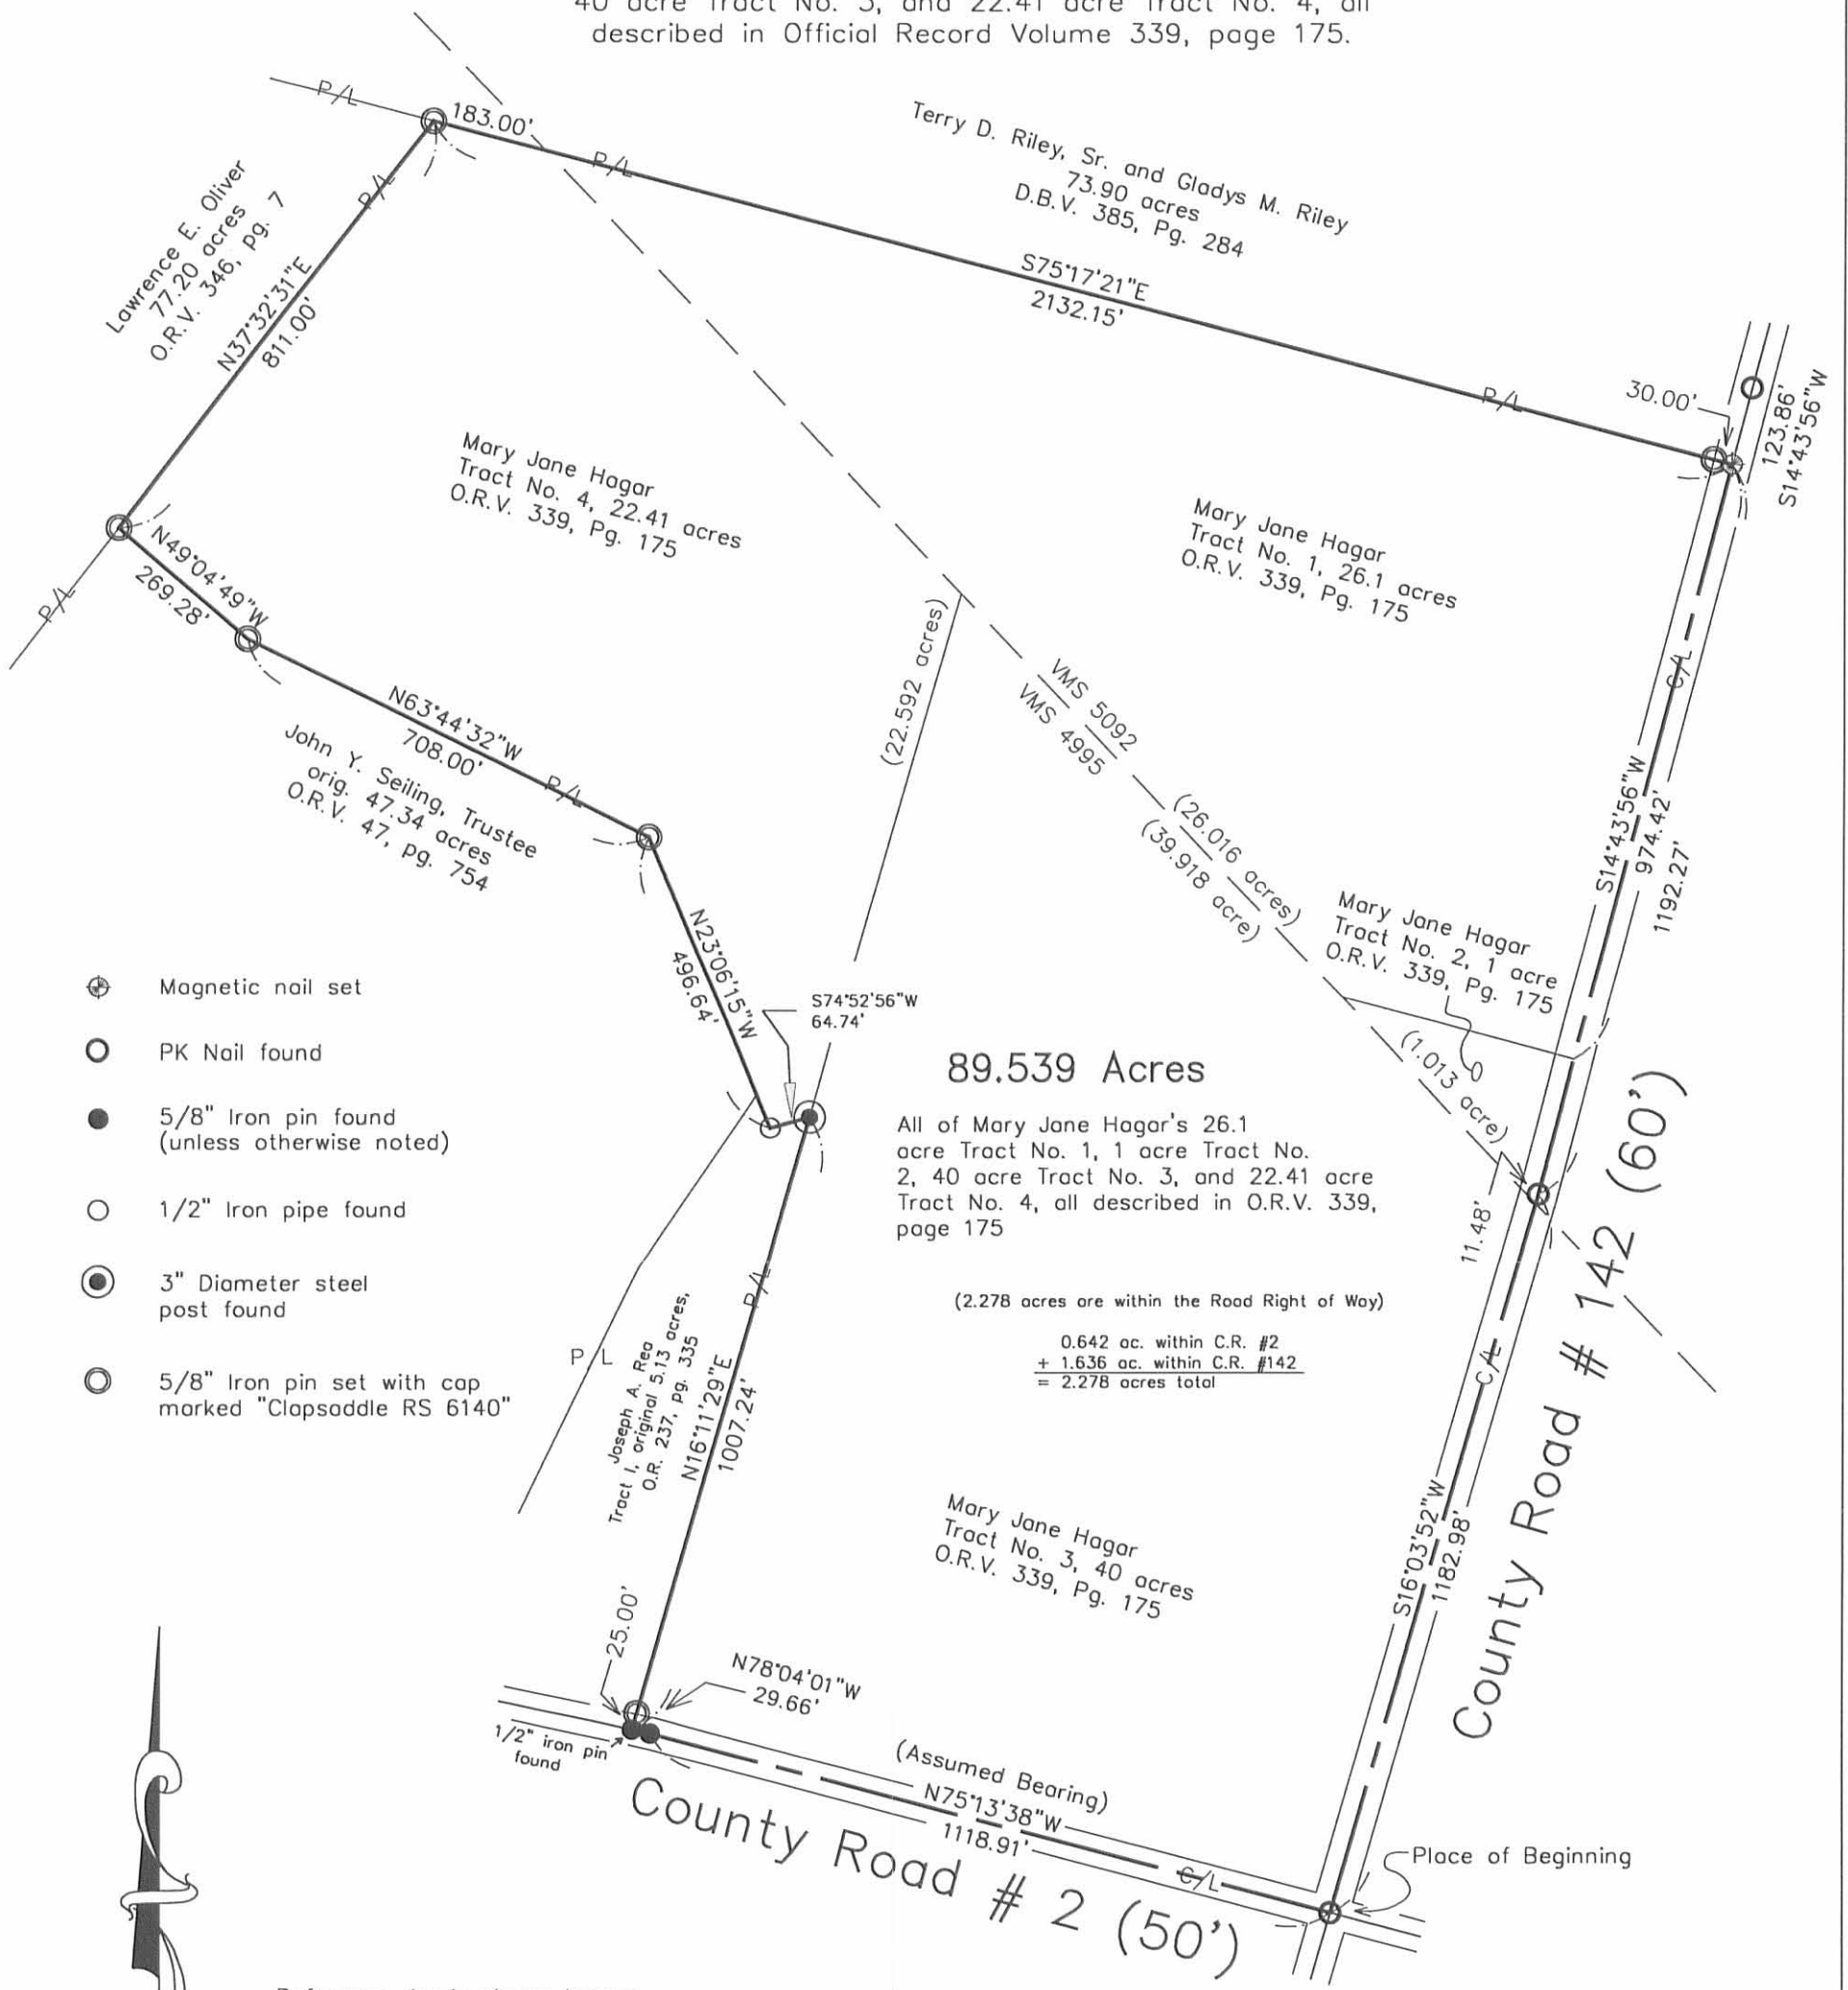 40 acre Tract No. 3, and 22.41 acre Tract No. 4, all
described in Official Record Volume 339, page 175.
P/L
183.00'
P/L
Terry D. Riley, Sr. and Gladys M. Riley
73.90 acres
D.B.V. 385, Pg. 284
Lawrence E. Oliver
77.20 acres
O.R.V. 346, pg. 7
P/L
N37°32'31"E
811.00'
S75°17'21"E
2132.15'
P/L
30.00'
123.86'
S14°43'56"W
Mary Jane Hagar
Tract No. 4, 22.41 acres
O.R.V. 339, Pg. 175
Mary Jane Hagar
Tract No. 1, 26.1 acres
O.R.V. 339, Pg. 175
P/L
N49°04'49"W
269.28'
(22.592 acres)
VMS 5092
VMS 4995
C/L
N63°44'32"W
708.00'
P/L
John Y. Seiling, Trustee
orig. 47.34 acres
O.R.V. 47, pg. 754
(26.016 acres)
(39.918 acre)
S14°43'56"W
974.42'
1192.27'
Mary Jane Hagar
Tract No. 2, 1 acre
O.R.V. 339, Pg. 175
N23°06'15"W
496.64'
S74°52'56"W
64.74'
(1.013 acre)
Magnetic nail set
PK Nail found
5/8" Iron pin found
(unless otherwise noted)
1/2" Iron pipe found
3" Diameter steel
post found
5/8" Iron pin set with cap
marked "Clapsaddle RS 6140"
89.539 Acres
All of Mary Jane Hagar's 26.1
acre Tract No. 1, 1 acre Tract No.
2, 40 acre Tract No. 3, and 22.41 acre
Tract No. 4, all described in O.R.V. 339,
page 175
11.48'
(2.278 acres are within the Road Right of Way)
0.642 ac. within C.R. #2
+ 1.636 ac. within C.R. #142
= 2.278 acres total
P/L
P/L
Joseph A. Rea
Tract I, original 5.13 acres,
O.R. 237, pg. 335
N16°11'29"E
1007.24'
C/L
County Road # 142 (60')
S16°03'52"W
1182.98'
Mary Jane Hagar
Tract No. 3, 40 acres
O.R.V. 339, Pg. 175
25.00'
N78°04'01"W
29.66'
1/2" iron pin
found
(Assumed Bearing)
N75°13'38"W
1118.91'
C/L
County Road # 2 (50')
Place of Beginning